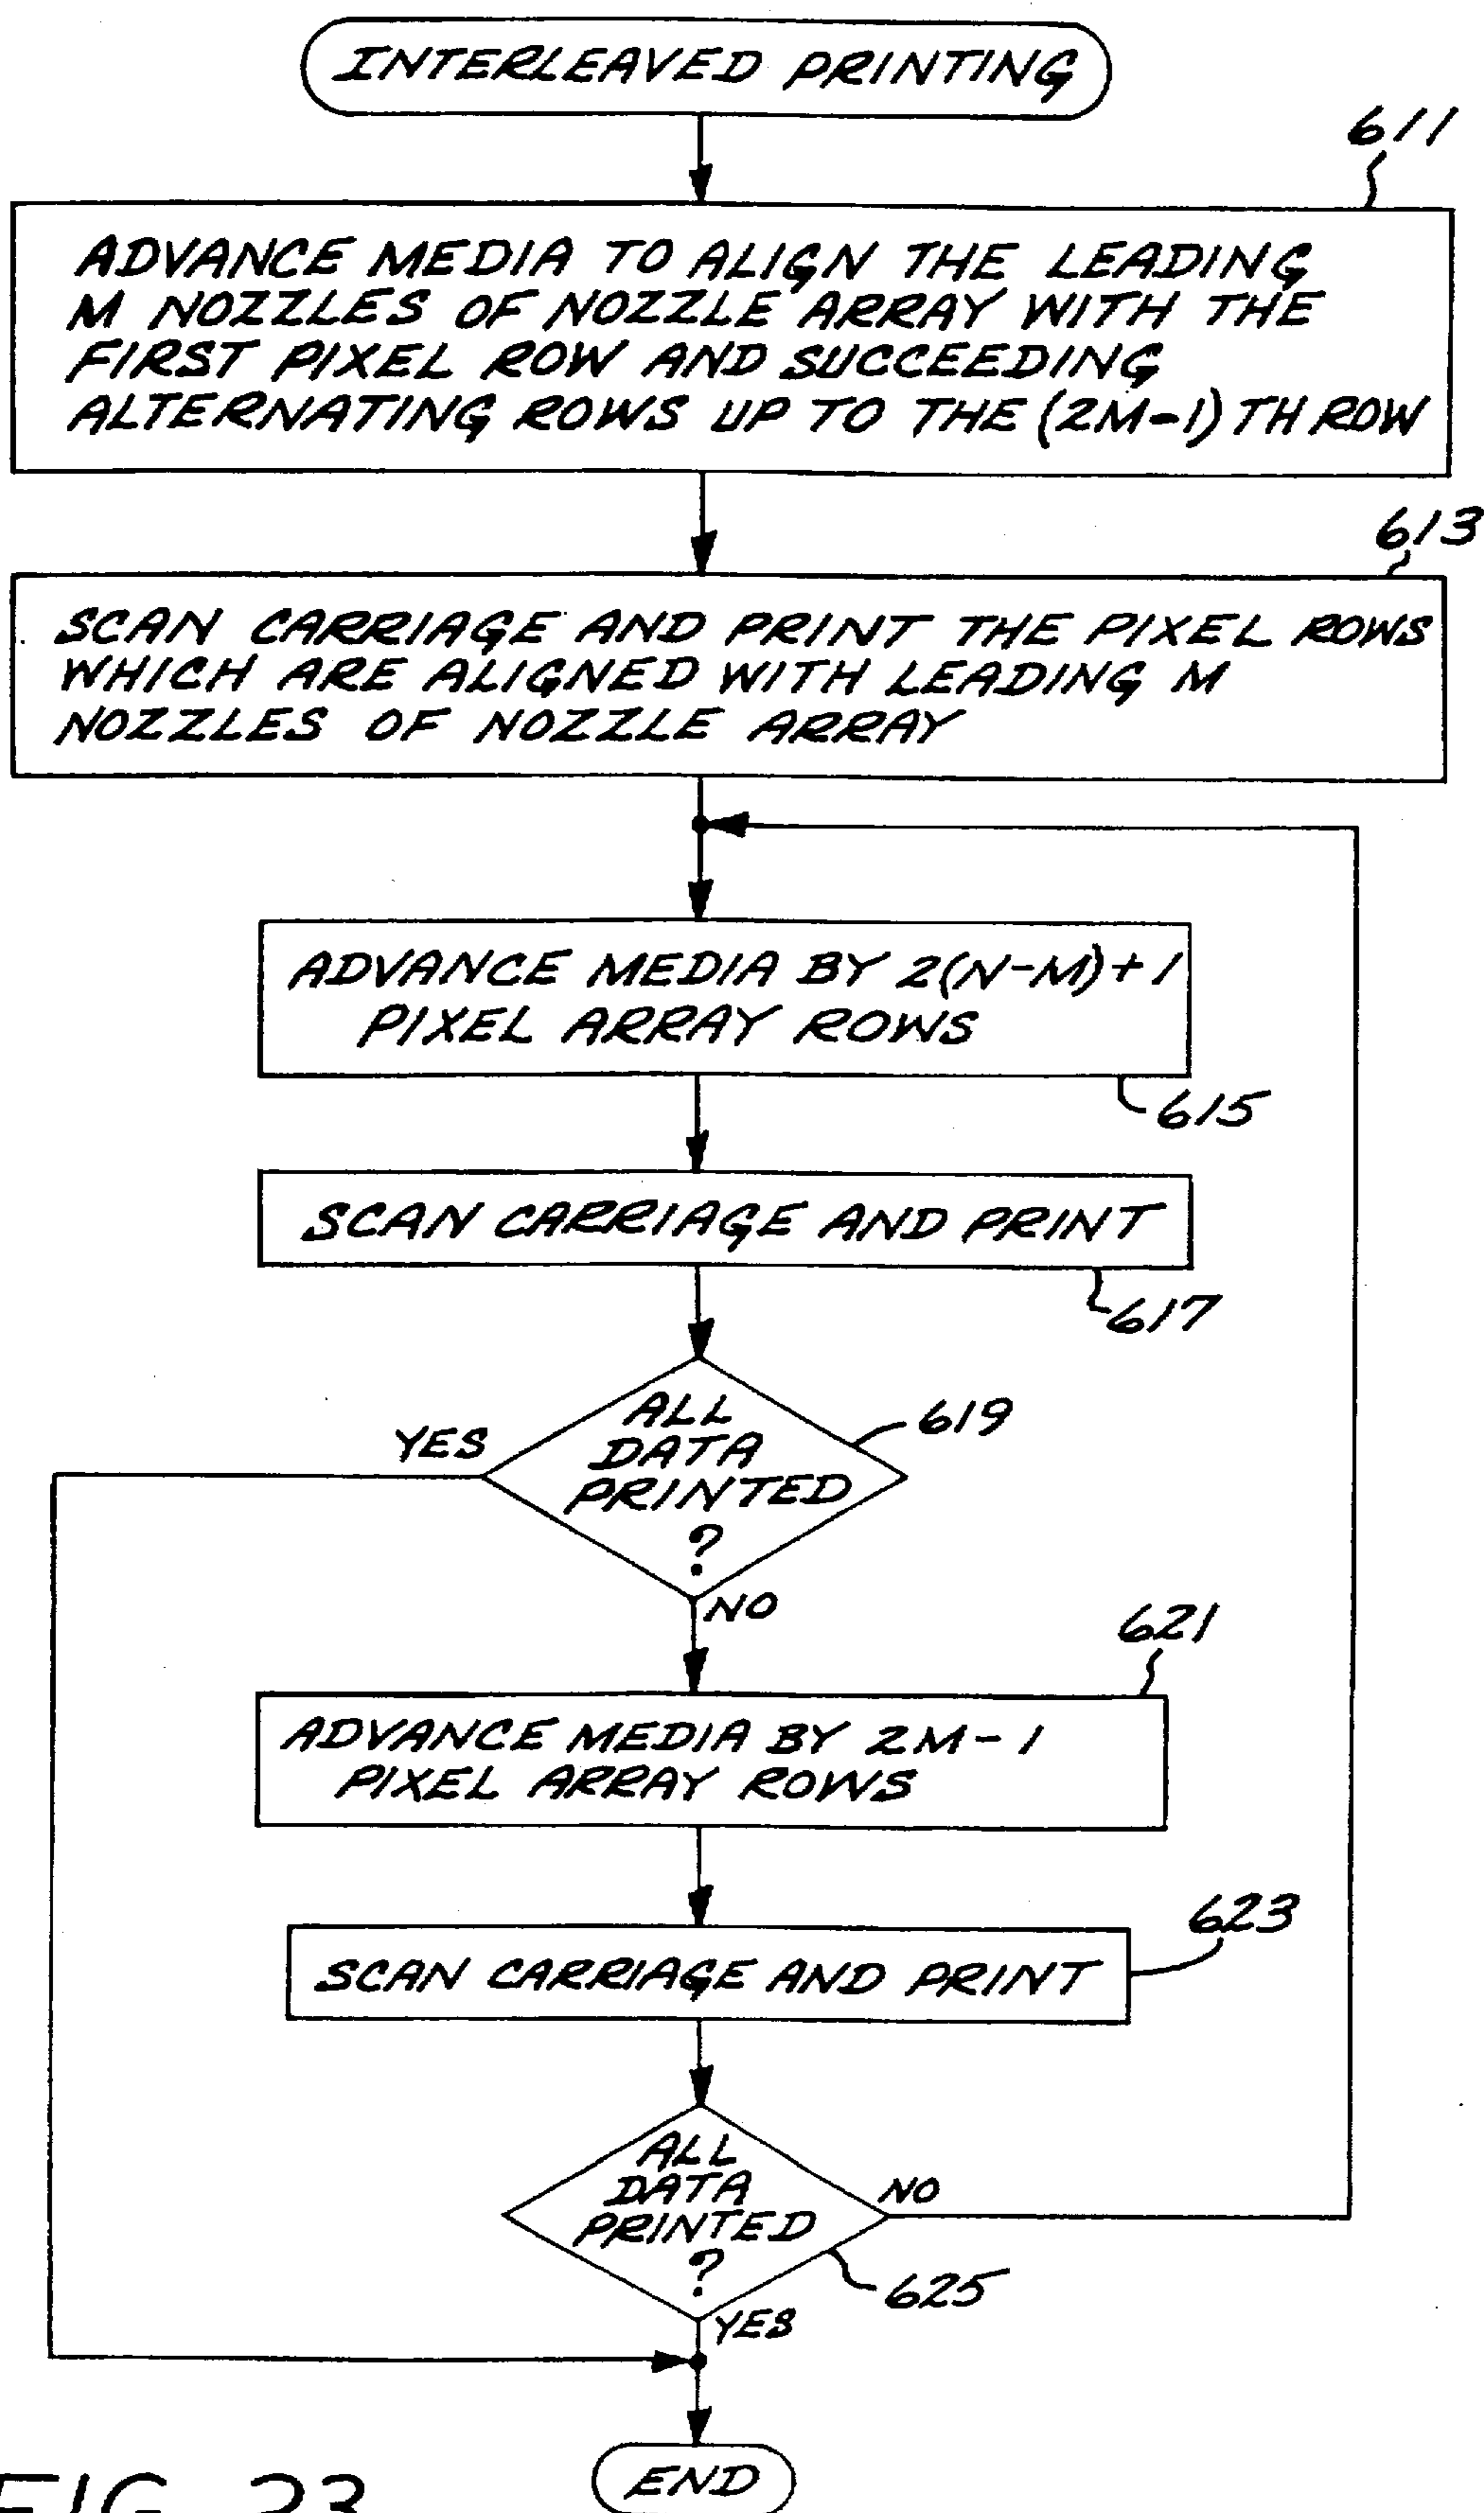 INTERLEAVED PRINTING
611
ADVANCE MEDIA TO ALIGN THE LEADING
M NOZZLES OF NOZZLE ARRAY WITH THE
FIRST PIXEL ROW AND SUCCEEDING
ALTERNATING ROWS UP TO THE (2M-1)TH ROW
613
SCAN CARRIAGE AND PRINT THE PIXEL ROWS
WHICH ARE ALIGNED WITH LEADING M
NOZZLES OF NOZZLE ARRAY
ADVANCE MEDIA BY 2(N-M)+1
PIXEL ARRAY ROWS
615
SCAN CARRIAGE AND PRINT
617
ALL
DATA
PRINTED
?
619
YES
NO
621
ADVANCE MEDIA BY 2M-1
PIXEL ARRAY ROWS
623
SCAN CARRIAGE AND PRINT
ALL
DATA
PRINTED
?
NO
625
YES
END
FIG. 23